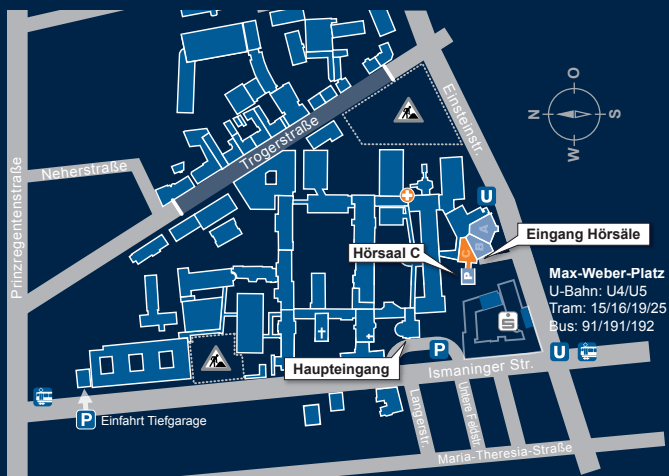 O
N
S
W
Prinzregentenstraße
Neherstraße
Trogerstraße
Einsteinstr.
U
A
B
C
P
Eingang Hörsäle
Hörsaal C
Max-Weber-Platz
U-Bahn: U4/U5
Tram: 15/16/19/25
Bus: 91/191/192
S
Haupteingang
P
U
Ismaninger Str.
P
Einfahrt Tiefgarage
Langerstr.
Untere Feldstr.
Maria-Theresia-Straße